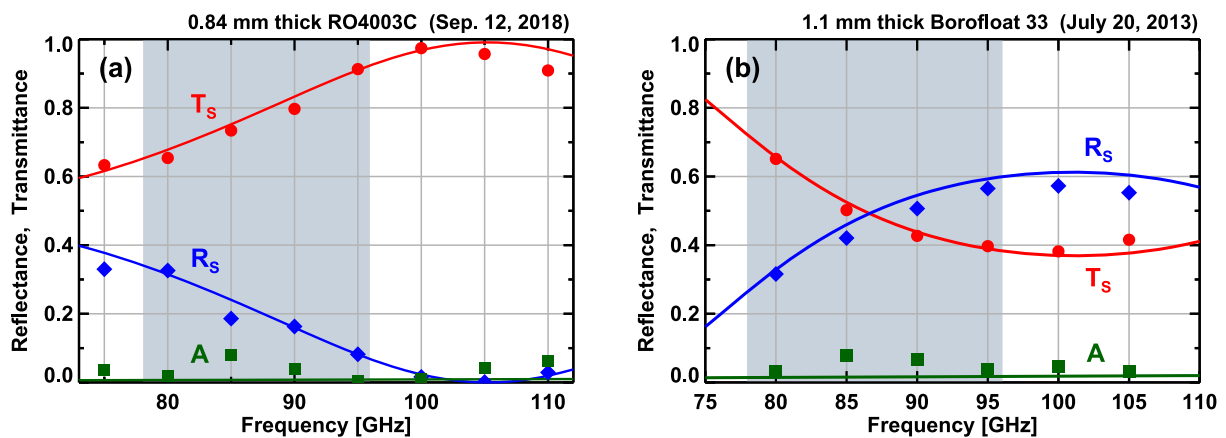 0.84 mm thick RO4003C (Sep. 12, 2018)
(a)
Reflectance, Transmittance
1.0
0.8
0.6
0.4
0.2
0.0
T_S
R_S
A
80 90 100 110
Frequency [GHz]
1.1 mm thick Borofloat 33 (July 20, 2013)
(b)
Reflectance, Transmittance
1.0
0.8
0.6
0.4
0.2
0.0
R_S
T_S
A
75 80 85 90 95 100 105 110
Frequency [GHz]